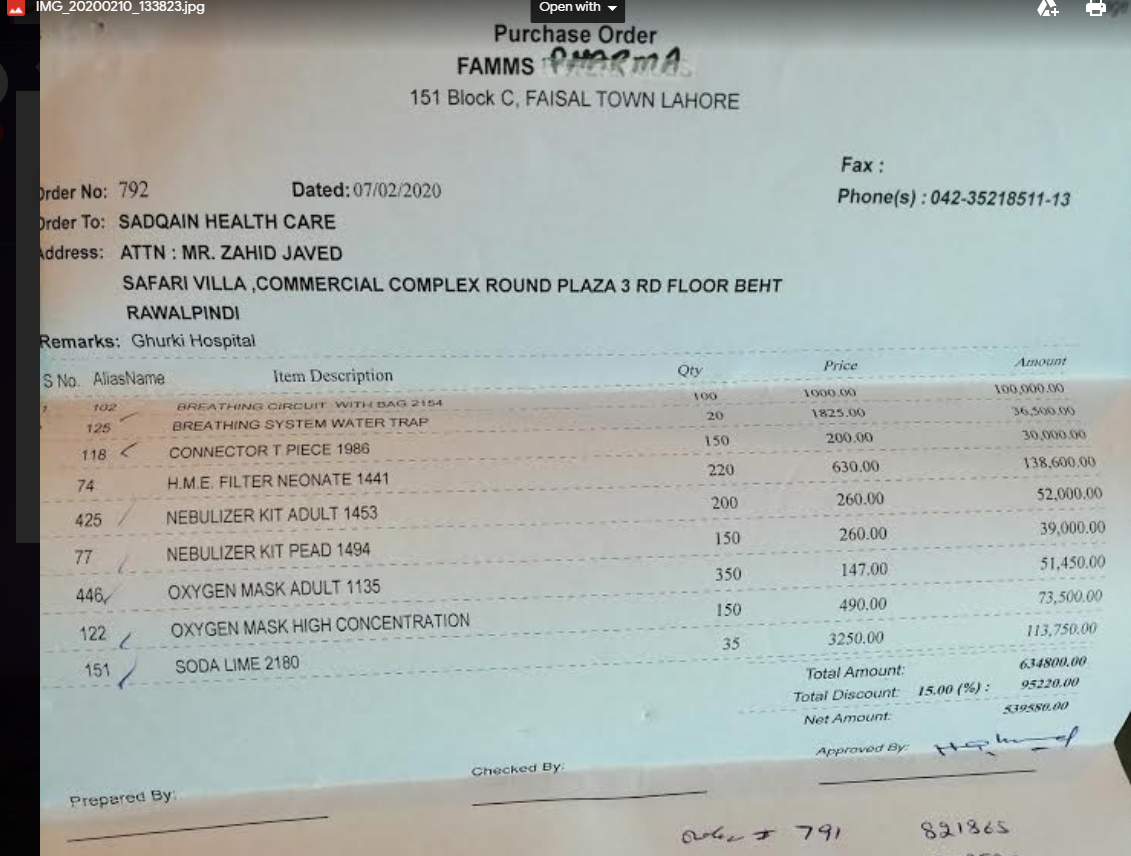 IMG_20200210_133823.jpg
Open with
Purchase Order
FAMMS PHARMA
151 Block C, FAISAL TOWN LAHORE
Fax :
Phone(s) : 042-35218511-13
Order No: 792 Dated: 07/02/2020
Order To: SADQAIN HEALTH CARE
Address: ATTN : MR. ZAHID JAVED
SAFARI VILLA ,COMMERCIAL COMPLEX ROUND PLAZA 3 RD FLOOR BEHT
RAWALPINDI
Remarks: Ghurki Hospital
S No. AliasName Item Description Qty Price Amount
1 102 BREATHING CIRCUIT WITH BAG 2154 100 1000.00 100,000.00
125 BREATHING SYSTEM WATER TRAP 20 1825.00 36,500.00
118 CONNECTOR T PIECE 1986 150 200.00 30,000.00
74 H.M.E. FILTER NEONATE 1441 220 630.00 138,600.00
425 NEBULIZER KIT ADULT 1453 200 260.00 52,000.00
77 NEBULIZER KIT PEAD 1494 150 260.00 39,000.00
446 OXYGEN MASK ADULT 1135 350 147.00 51,450.00
122 OXYGEN MASK HIGH CONCENTRATION 150 490.00 73,500.00
151 SODA LIME 2180 35 3250.00 113,750.00
Total Amount: 634800.00
Total Discount: 15.00 (%) : 95220.00
Net Amount: 539580.00
Approved By:
Checked By:
Prepared By:
Order # 791 821865